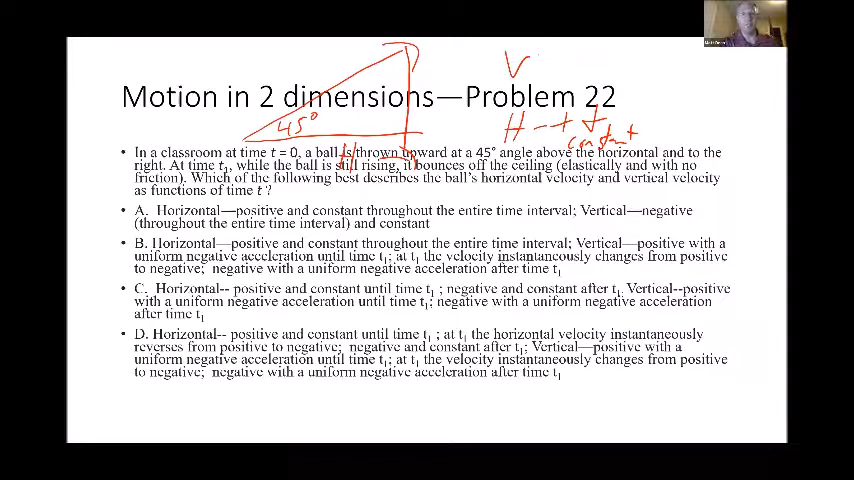 Matt Dean
V
Motion in 2 dimensions—Problem 22
45°
H - + +
constant
H
• In a classroom at time t = 0, a ball is thrown upward at a 45° angle above the horizontal and to the
right. At time t₁, while the ball is still rising, it bounces off the ceiling (elastically and with no
friction). Which of the following best describes the ball's horizontal velocity and vertical velocity
as functions of time t ?
• A. Horizontal—positive and constant throughout the entire time interval; Vertical—negative
(throughout the entire time interval) and constant
• B. Horizontal—positive and constant throughout the entire time interval; Vertical—positive with a
uniform negative acceleration until time t₁; at t₁ the velocity instantaneously changes from positive
to negative; negative with a uniform negative acceleration after time t₁
• C. Horizontal-- positive and constant until time t₁ ; negative and constant after t₁. Vertical--positive
with a uniform negative acceleration until time t₁; negative with a uniform negative acceleration
after time t₁
• D. Horizontal-- positive and constant until time t₁ ; at t₁ the horizontal velocity instantaneously
reverses from positive to negative; negative and constant after t₁; Vertical—positive with a
uniform negative acceleration until time t₁; at t₁ the velocity instantaneously changes from positive
to negative; negative with a uniform negative acceleration after time t₁